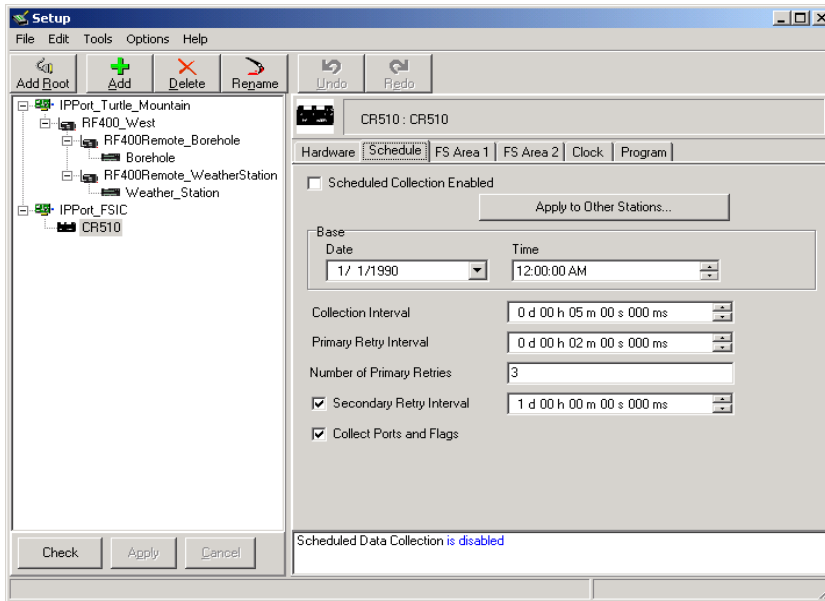 Setup
File Edit Tools Options Help
Add Root Add Delete Rename Undo Redo
IPPort_Turtle_Mountain
RF400_West
RF400Remote_Borehole
Borehole
RF400Remote_WeatherStation
Weather_Station
IPPort_FSIC
CR510
CR510 : CR510
Hardware Schedule FS Area 1 FS Area 2 Clock Program
Scheduled Collection Enabled
Apply to Other Stations...
Base
Date Time
1/ 1/1990 12:00:00 AM
Collection Interval 0 d 00 h 05 m 00 s 000 ms
Primary Retry Interval 0 d 00 h 02 m 00 s 000 ms
Number of Primary Retries 3
Secondary Retry Interval 1 d 00 h 00 m 00 s 000 ms
Collect Ports and Flags
Check Apply Cancel
Scheduled Data Collection is disabled